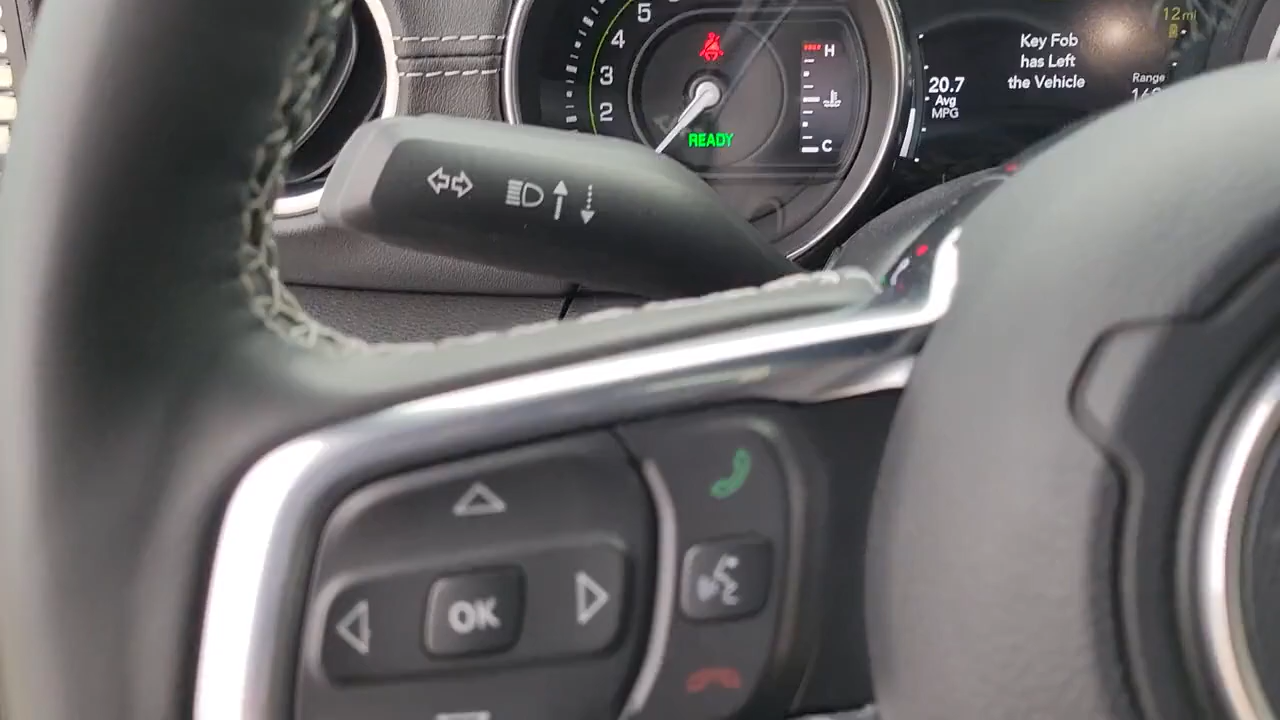 12mi
5
4
3
2
H
C
READY
20.7
Avg
MPG
Key Fob
has Left
the Vehicle
Range
OK